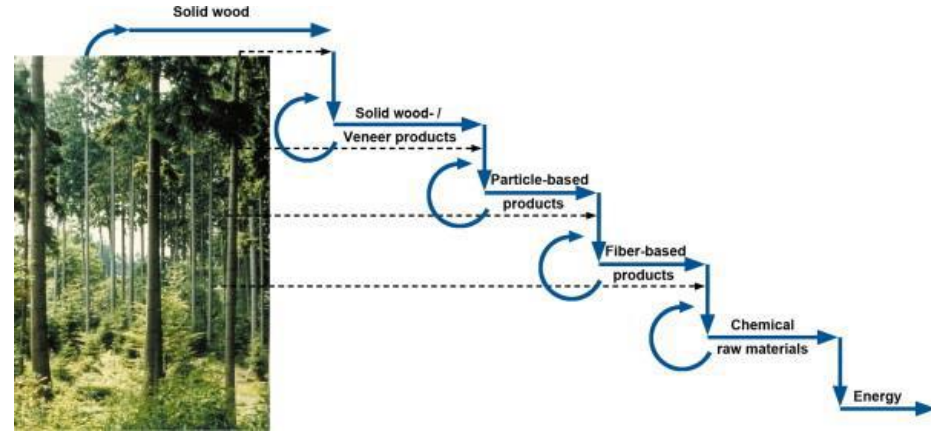 Solid wood
Solid wood- /
Veneer products
Particle-based
products
Fiber-based
products
Chemical
raw materials
Energy